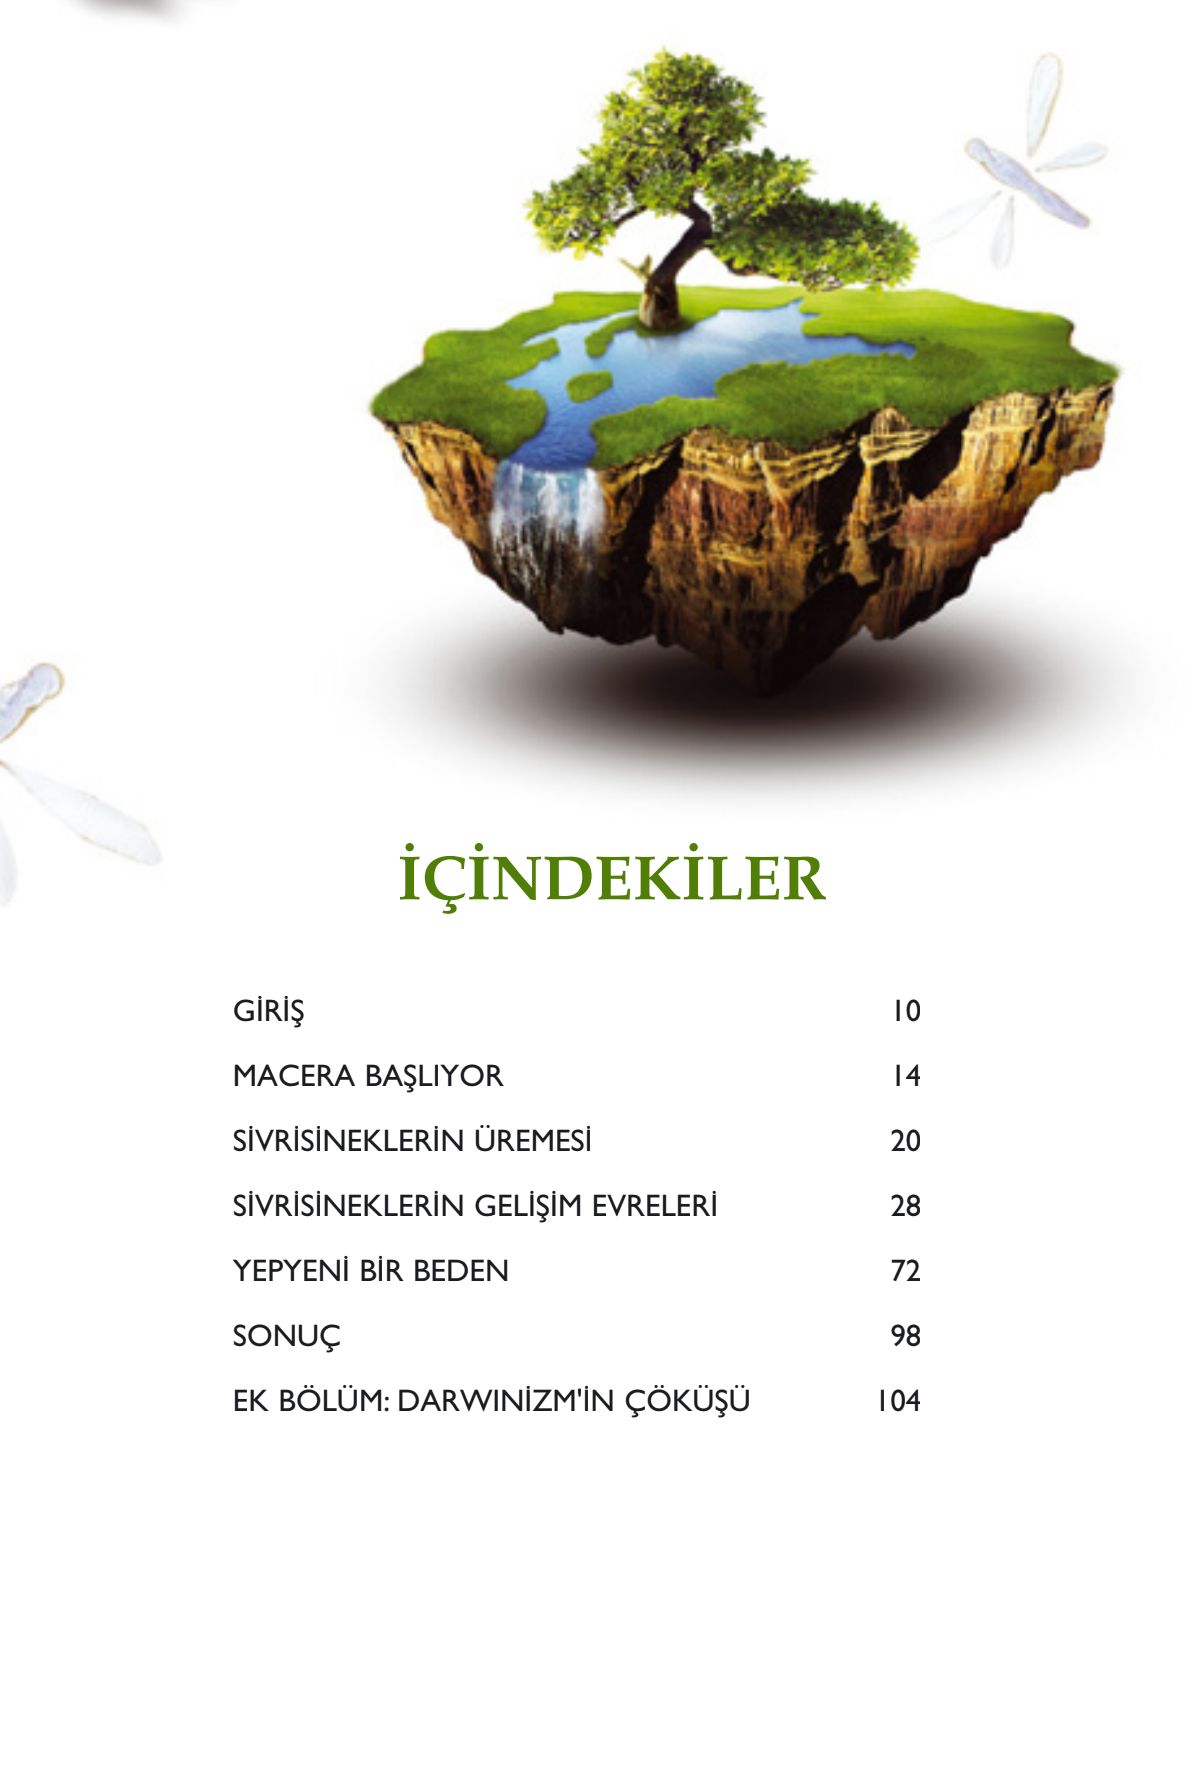 İÇİNDEKİLER
GİRİŞ 10
MACERA BAŞLIYOR 14
SİVRİSİNEKLERİN ÜREMESİ 20
SİVRİSİNEKLERİN GELİŞİM EVRELERİ 28
YEPYENİ BİR BEDEN 72
SONUÇ 98
EK BÖLÜM: DARWINİZM'İN ÇÖKÜŞÜ 104